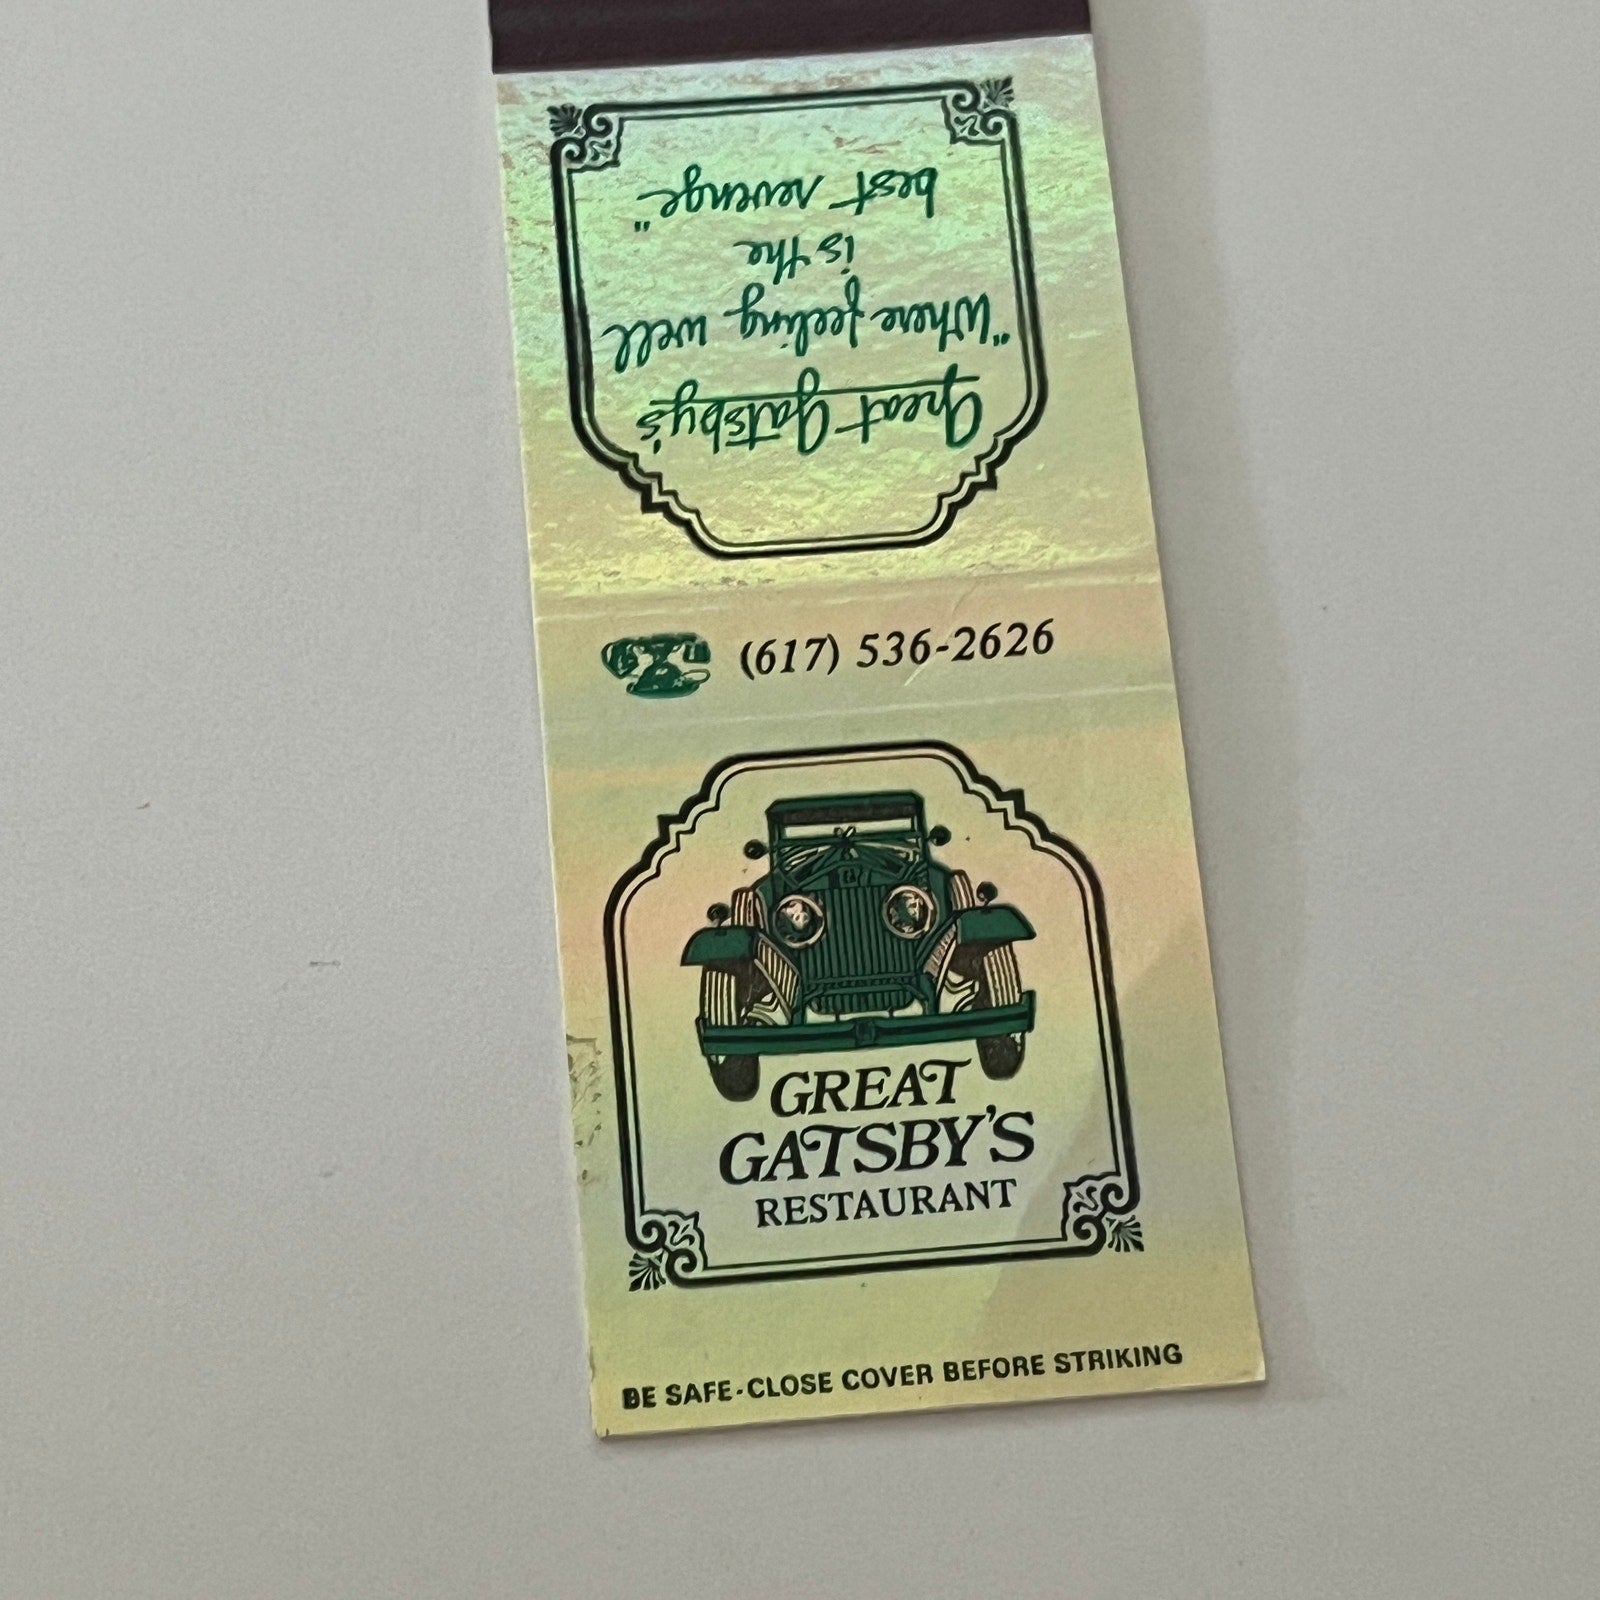 Great Gatsby's
"Where feeling well
is the
best revenge"
(617) 536-2626
GREAT
GATSBY'S
RESTAURANT
BE SAFE-CLOSE COVER BEFORE STRIKING